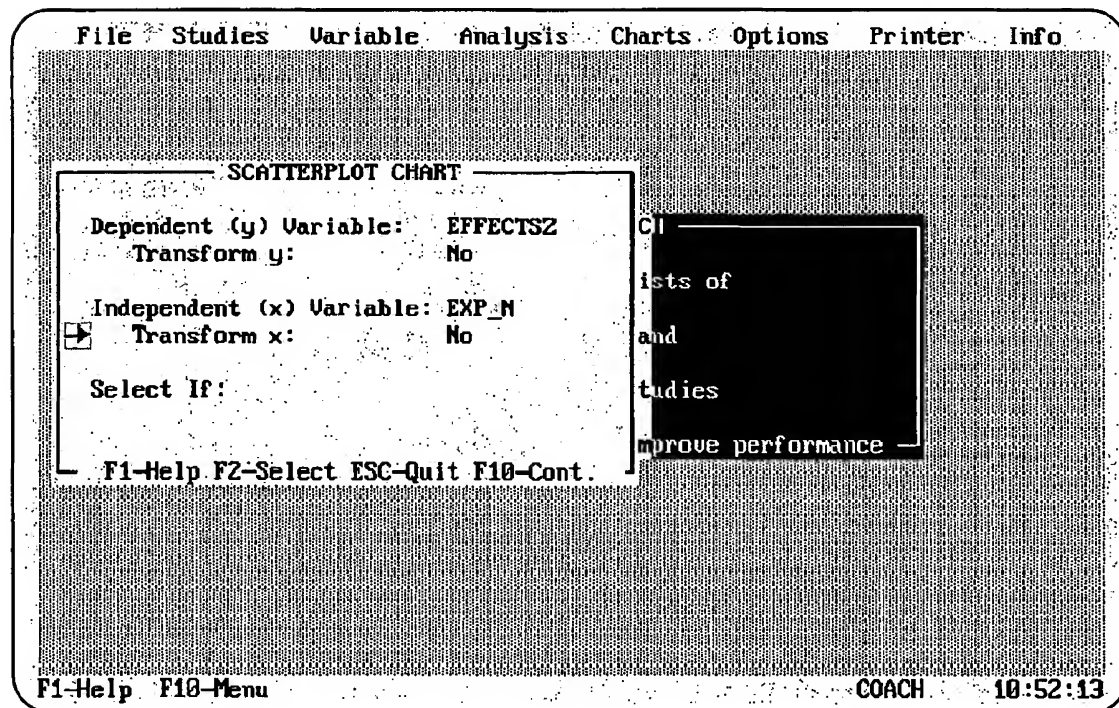 File Studies Variable Analysis Charts Options Printer Info
SCATTERPLOT CHART
Dependent (y) Variable: EFFECTS2
Transform y: No
Independent (x) Variable: EXP_N
Transform x: No
Select If:
F1-Help F2-Select ESC-Quit F10-Cont.
CH
ists of
and
tudies
mprove performance
F1-Help F10-Menu COACH 10:52:13